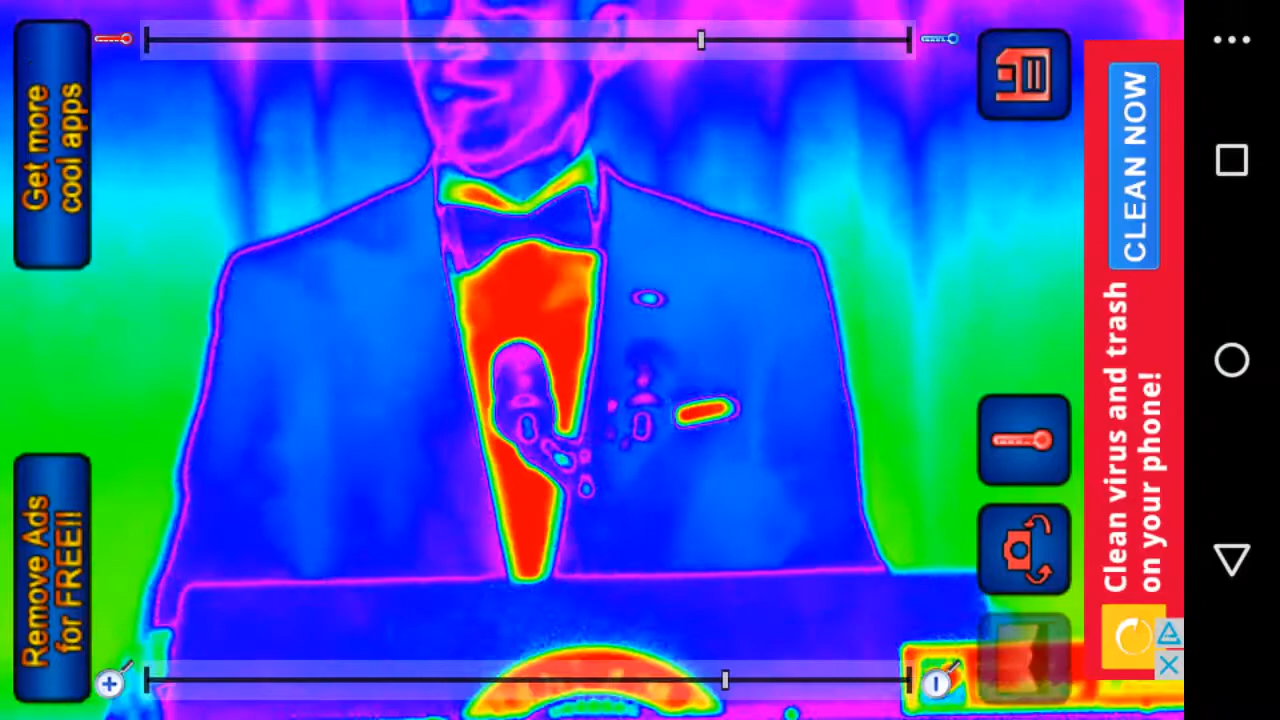 Get more
cool apps
Remove Ads
for FREE!!
CLEAN NOW
Clean virus and trash
on your phone!